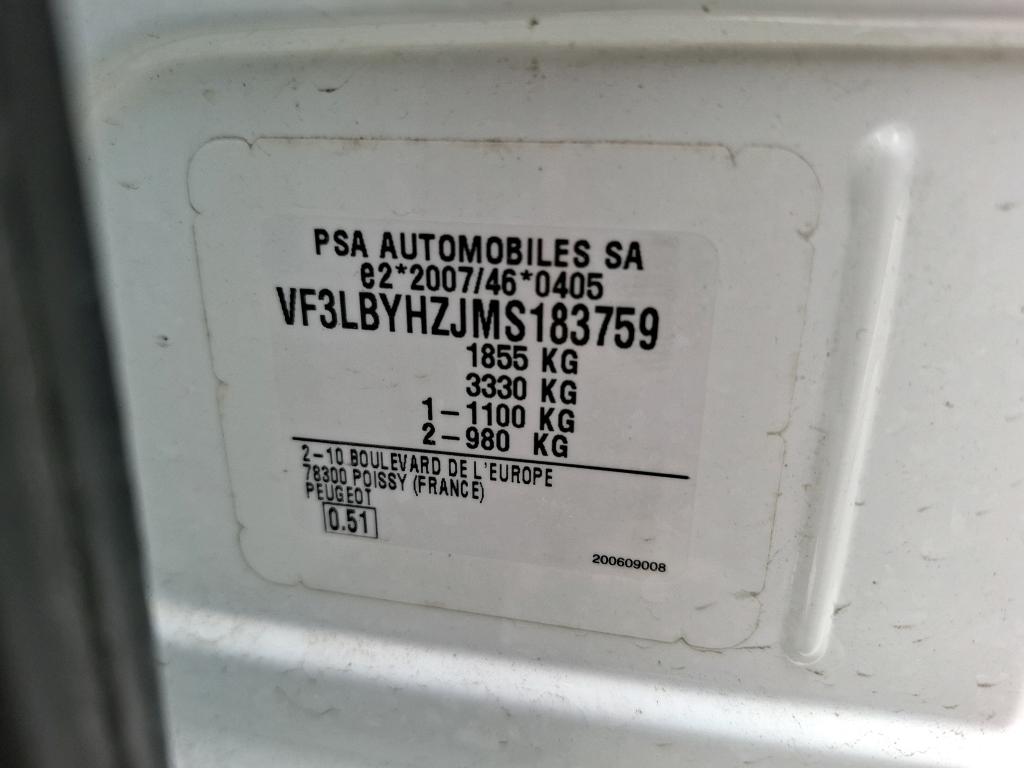 PSA AUTOMOBILES SA
e2*2007/46*0405
VF3LBYHZJMS183759
1855 KG
3330 KG
1-1100 KG
2-980 KG
2-10 BOULEVARD DE L'EUROPE
78300 POISSY (FRANCE)
PEUGEOT
0.51
200609008